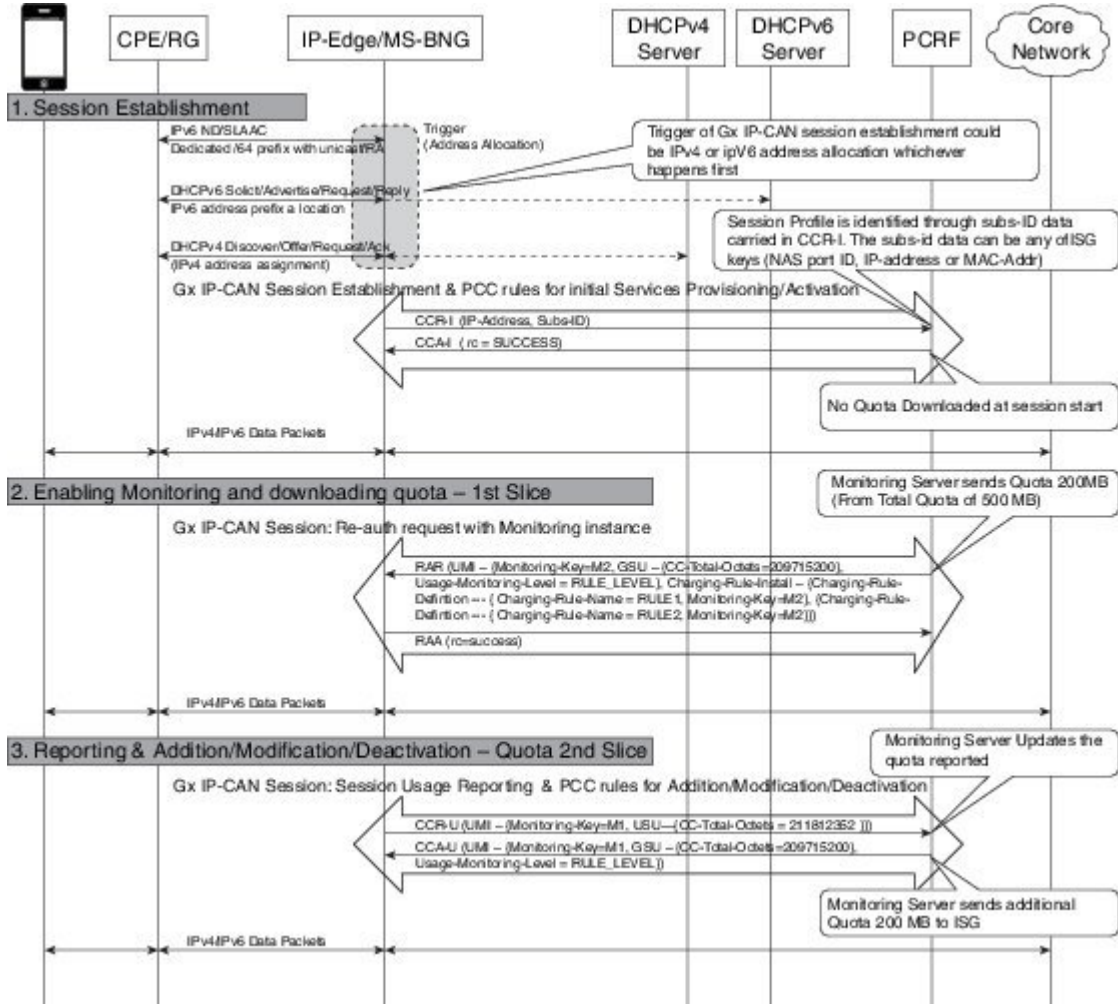 CPE/RG
IP-Edge/MS-BNG
DHCPv4
Server
DHCPv6
Server
PCRF
Core
Network
1. Session Establishment
IPv6 ND/SLAAC
Dedicated /64 prefix with unicast/RA
Trigger
(Address Allocation)
Trigger of Gx IP-CAN session establishment could
be IPv4 or ipV6 address allocation whichever
happens first
DHCPv6 Solict/Advertise/Request/Reply
IPv6 address prefix a location
Session Profile is identified through subs-ID data
carried in CCR-I. The subs-id data can be any of ISG
keys (NAS port ID, IP-address or MAC-Addr)
DHCPv4 Discover/Offer/Request/Ack
(IPv4 address assignment)
Gx IP-CAN Session Establishment & PCC rules for initial Services Provisioning/Activation
CCR-I (IP-Address, Subs-ID)
CCA-I ( rc = SUCCESS)
No Quota Downloaded at session start
IPv4/IPv6 Data Packets
2. Enabling Monitoring and downloading quota – 1st Slice
Monitoring Server sends Quota 200MB
(From Total Quota of 500 MB)
Gx IP-CAN Session: Re-auth request with Monitoring instance
RAR (UMI – (Monitoring-Key=M2, GSU – (CC-Total-Octets=209715200),
Usage-Monitoring-Level = RULE_LEVEL), Charging-Rule-Install – (Charging-Rule-
Defintion --- ( Charging-Rule-Name = RULE1, Monitoring-Key=M2), (Charging-Rule-
Defintion --- ( Charging-Rule-Name = RULE2, Monitoring-Key=M2)))
RAA (rc=success)
IPv4/IPv6 Data Packets
3. Reporting & Addition/Modification/Deactivation – Quota 2nd Slice
Monitoring Server Updates the
quota reported
Gx IP-CAN Session: Session Usage Reporting & PCC rules for Addition/Modification/Deactivation
CCR-U (UMI – (Monitoring-Key=M1, USU---(CC-Total-Octets = 211812352 )))
CCA-U (UMI – (Monitoring-Key=M1, GSU – (CC-Total-Octets=209715200),
Usage-Monitoring-Level = RULE_LEVEL))
Monitoring Server sends additional
Quota 200 MB to ISG
IPv4/IPv6 Data Packets